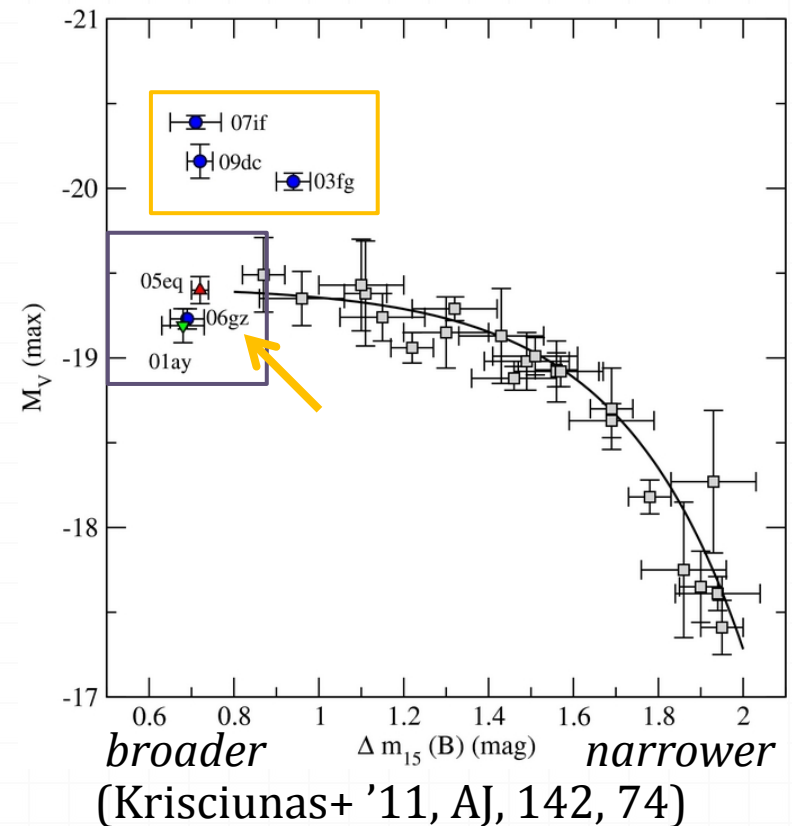 -21
07if
09dc
03fg
-20
05eq
06gz
01ay
-19
M_V (max)
-18
-17
0.6 0.8 1 1.2 1.4 1.6 1.8 2
broader Δ m_15 (B) (mag) narrower
(Krisciunas+ ’11, AJ, 142, 74)